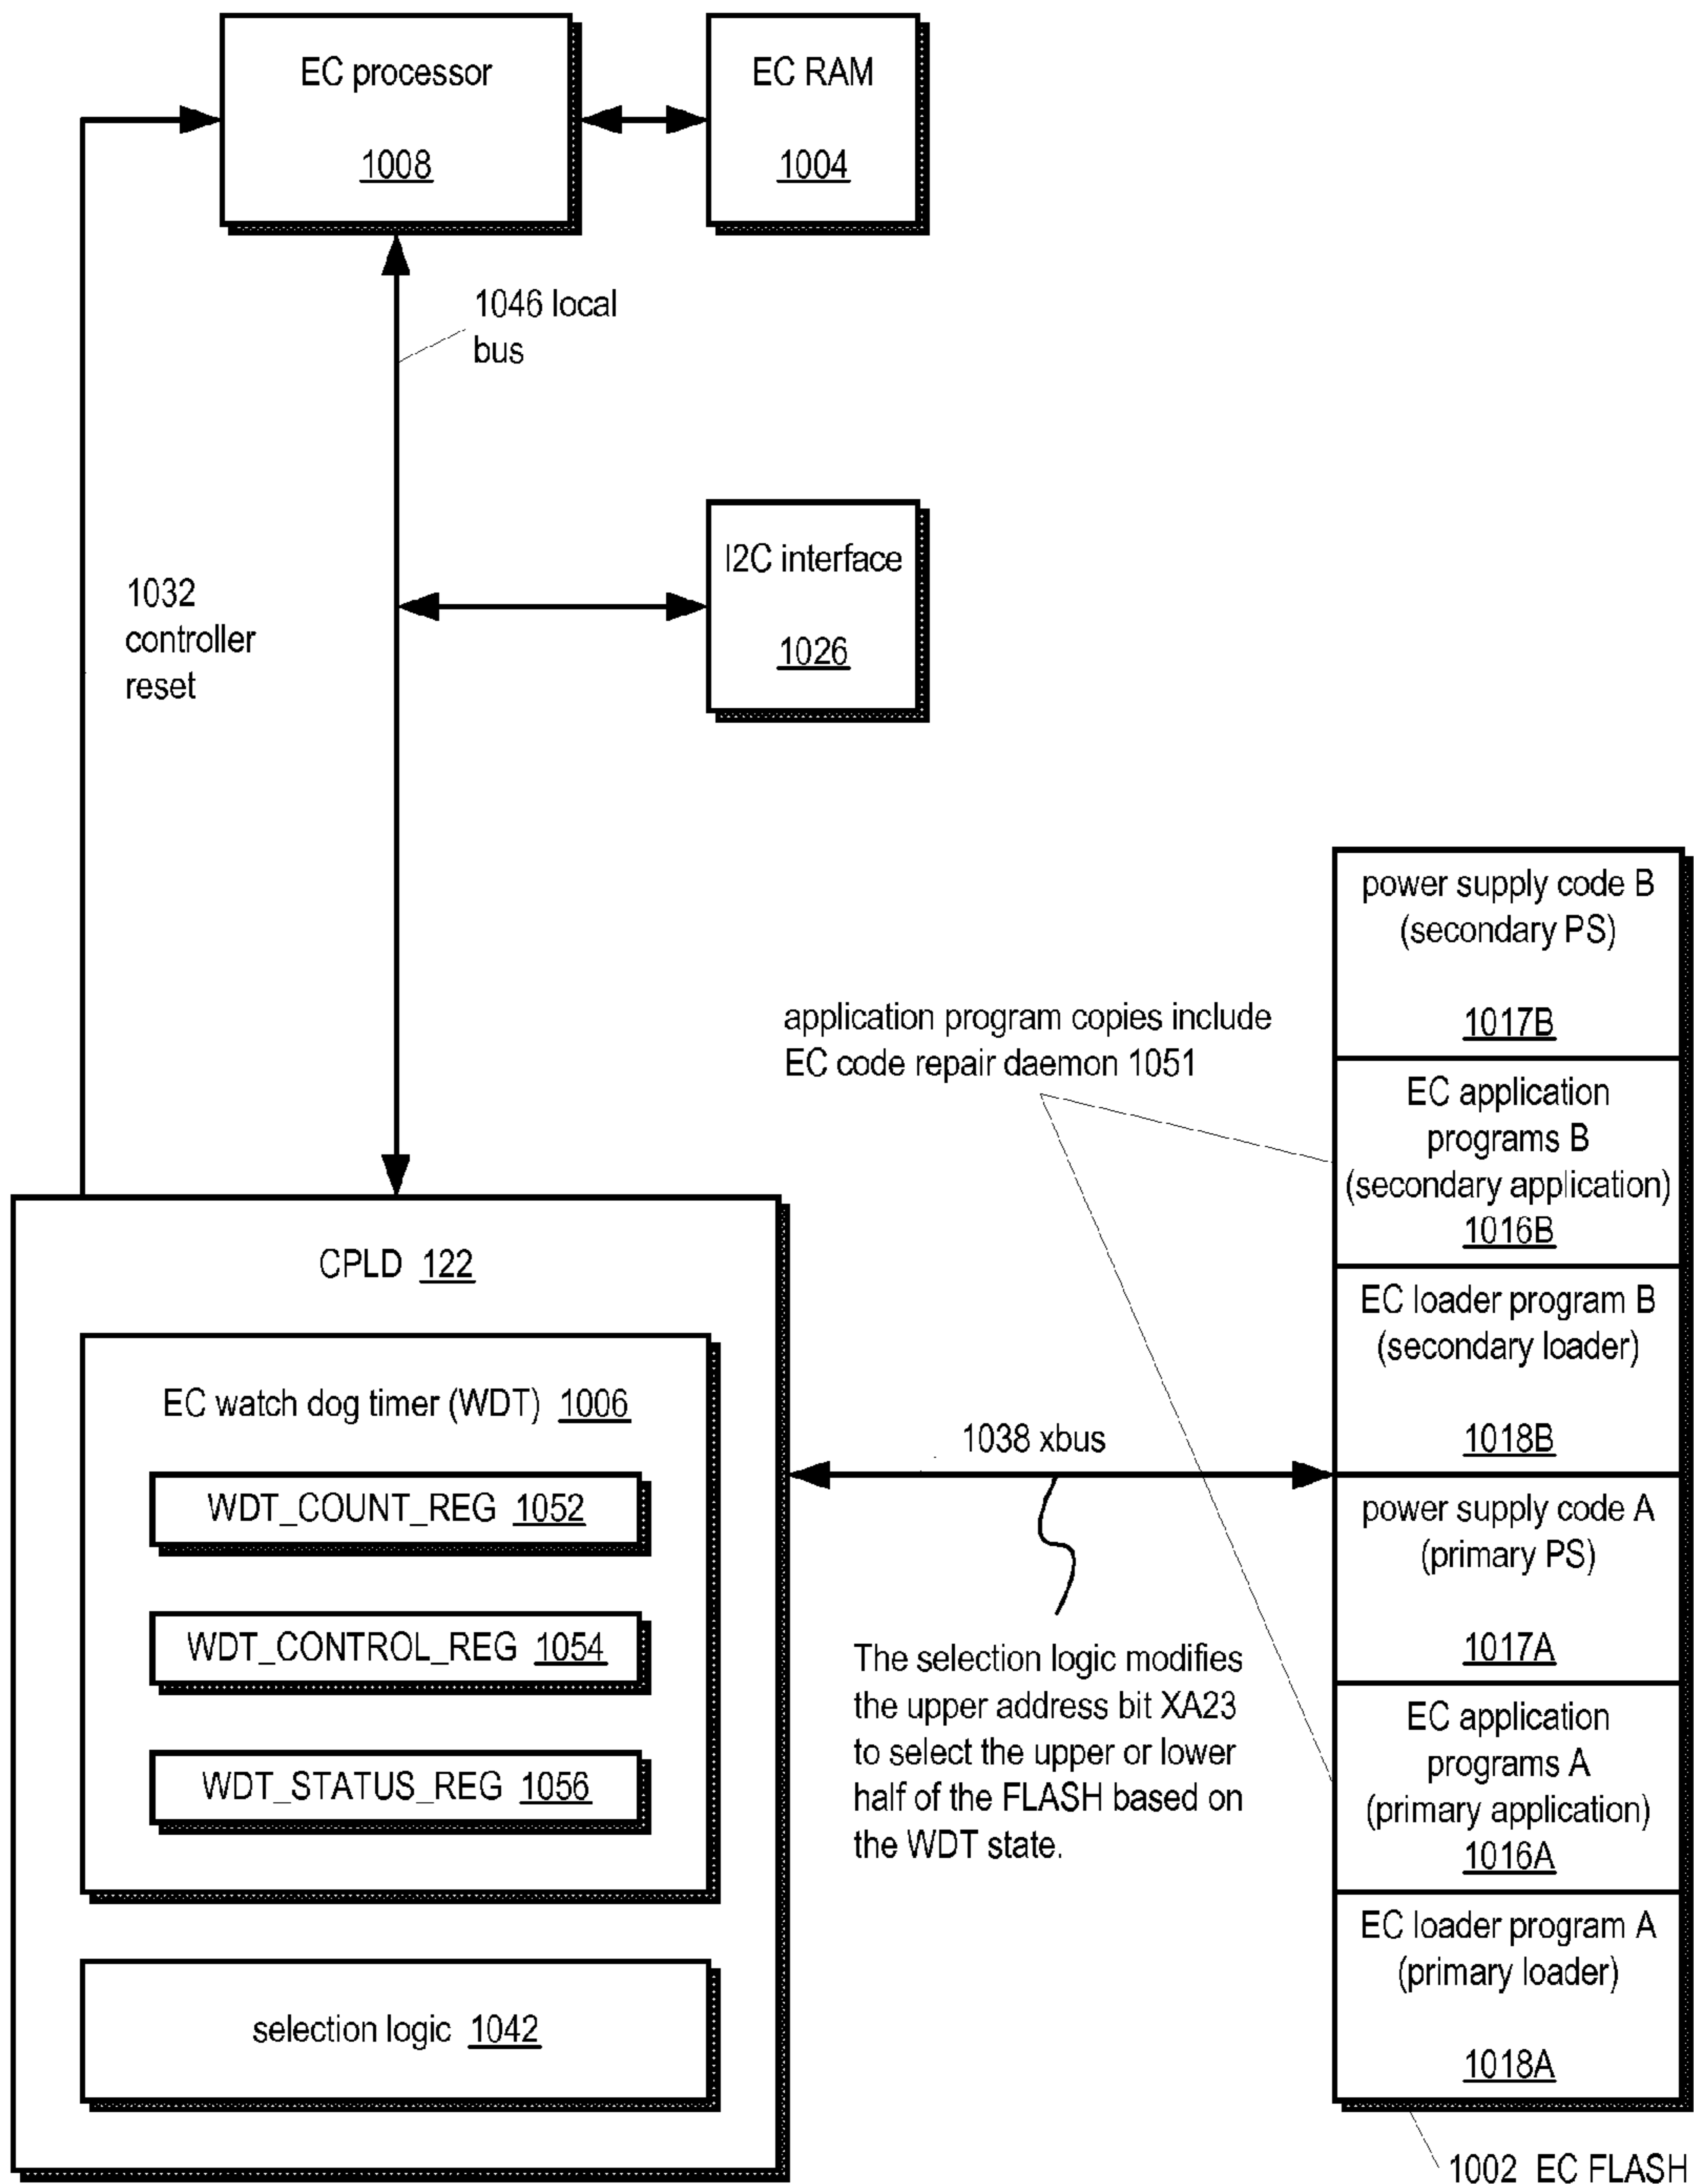 EC processor
1008
EC RAM
1004
1046 local
bus
I2C interface
1026
1032
controller
reset
power supply code B
(secondary PS)
1017B
application program copies include
EC code repair daemon 1051
EC application
programs B
(secondary application)
1016B
EC loader program B
(secondary loader)
1018B
CPLD 122
EC watch dog timer (WDT) 1006
WDT_COUNT_REG 1052
WDT_CONTROL_REG 1054
WDT_STATUS_REG 1056
selection logic 1042
1038 xbus
The selection logic modifies
the upper address bit XA23
to select the upper or lower
half of the FLASH based on
the WDT state.
power supply code A
(primary PS)
1017A
EC application
programs A
(primary application)
1016A
EC loader program A
(primary loader)
1018A
1002 EC FLASH